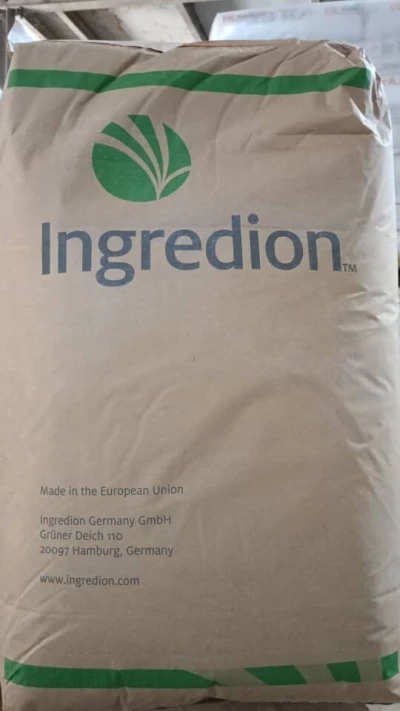 Ingredion™
Made in the European Union
Ingredion Germany GmbH
Grüner Deich 110
20097 Hamburg, Germany
www.ingredion.com